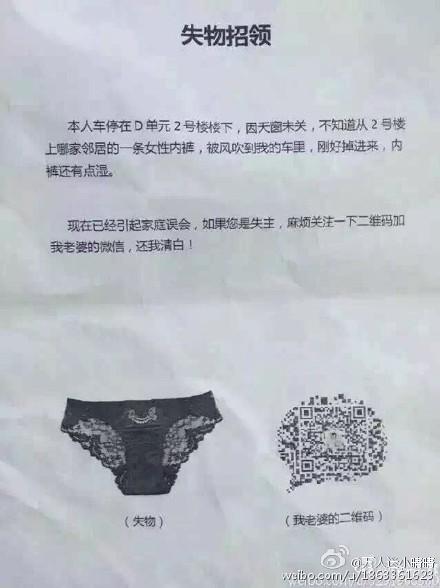 失物招领
本人车停在D单元2号楼楼下，因天窗未关，不知道从2号楼
上哪家邻居的一条女性内裤，被风吹到我的车里，刚好掉进来，内
裤还有点湿。
现在已经引起家庭误会，如果您是失主，麻烦关注一下二维码加
我老婆的微信，还我清白！
（失物）
（我老婆的二维码）
weibo.com/u/1363361623